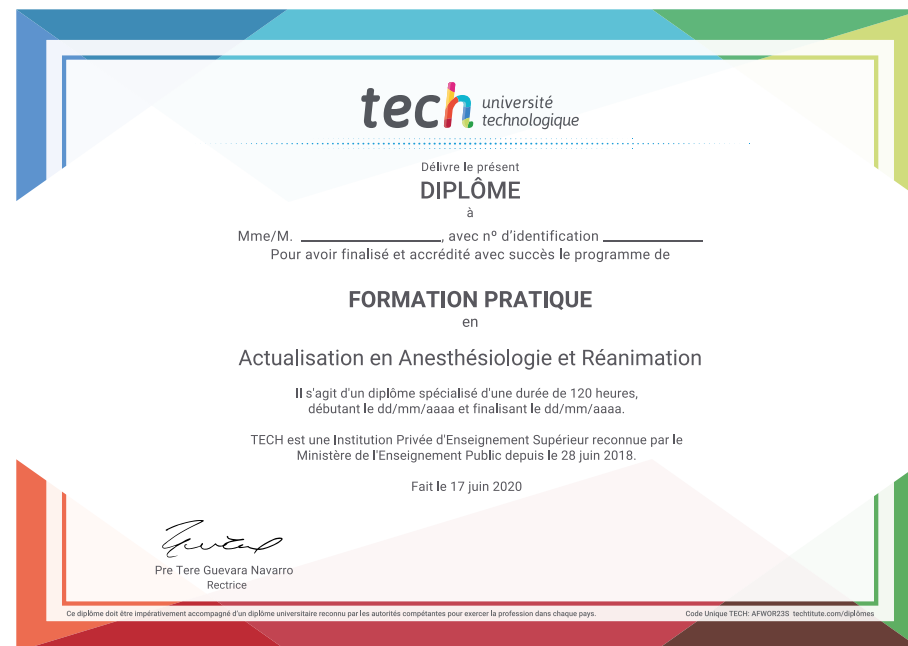 tech université
technologique
Délivre le présent
DIPLÔME
à
Mme/M. ____________________, avec nº d'identification ______________
Pour avoir finalisé et accrédité avec succès le programme de
FORMATION PRATIQUE
en
Actualisation en Anesthésiologie et Réanimation
Il s'agit d'un diplôme spécialisé d'une durée de 120 heures,
débutant le dd/mm/aaaa et finalisant le dd/mm/aaaa.
TECH est une Institution Privée d'Enseignement Supérieur reconnue par le
Ministère de l'Enseignement Public depuis le 28 juin 2018.
Fait le 17 juin 2020
Pre Tere Guevara Navarro
Rectrice
Ce diplôme doit être impérativement accompagné d'un diplôme universitaire reconnu par les autorités compétentes pour exercer la profession dans chaque pays.
Code Unique TECH: AFWOR23S techtitute.com/diplômes